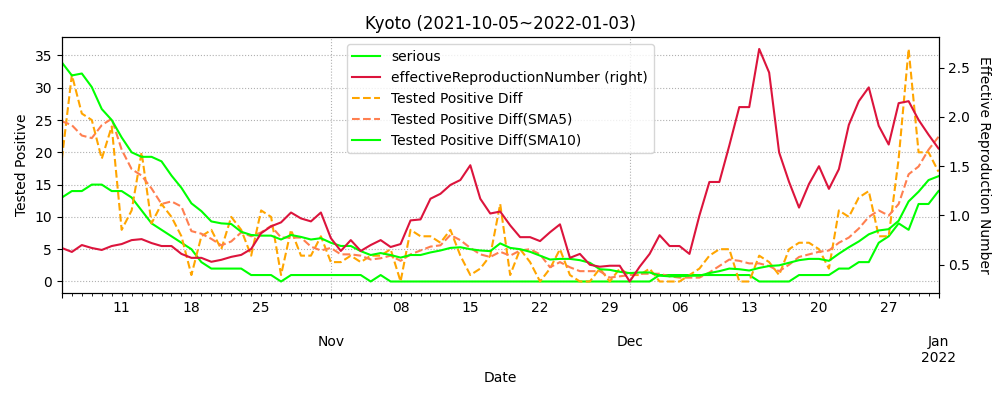 Kyoto (2021-10-05~2022-01-03)
serious
effectiveReproductionNumber (right)
Tested Positive Diff
Tested Positive Diff(SMA5)
Tested Positive Diff(SMA10)
Tested Positive
35
30
25
20
15
10
5
0
2.5
2.0
1.5
1.0
0.5
Effective Reproduction Number
11 18 25 08 15 22 29 06 13 20 27
Nov Dec Jan
2022
Date